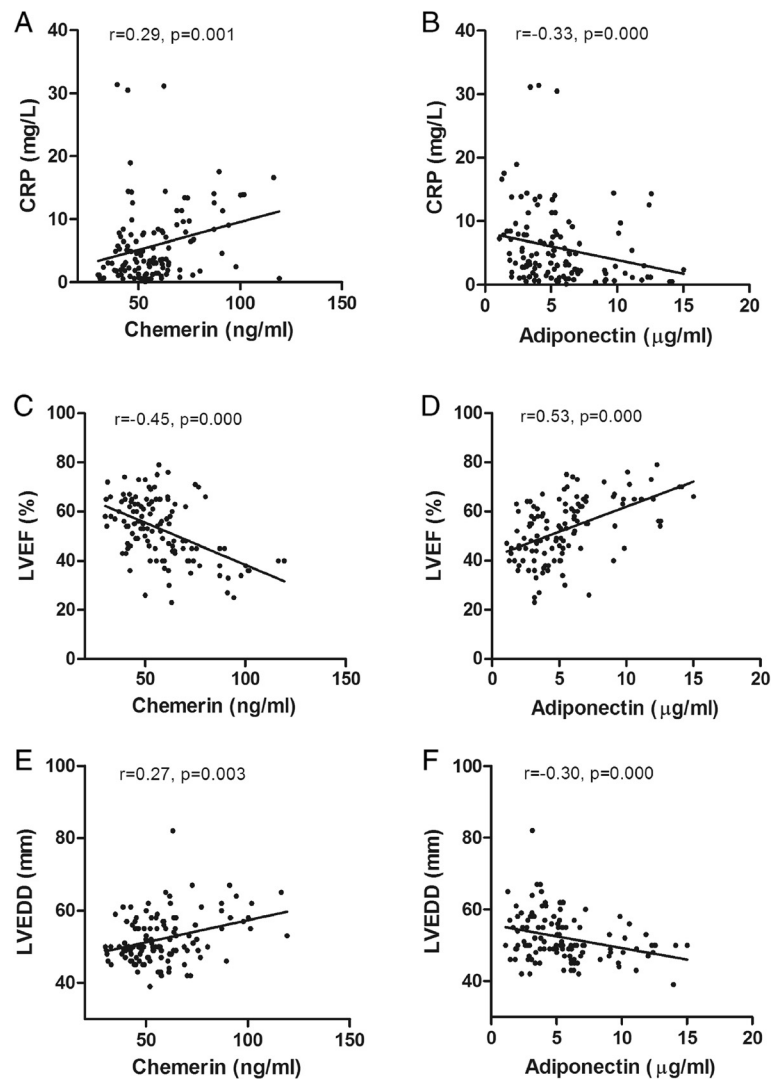 A
r=0.29, p=0.001
CRP (mg/L)
40
30
20
10
0
50
100
150
Chemerin (ng/ml)
B
r=-0.33, p=0.000
CRP (mg/L)
40
30
20
10
0
0
5
10
15
20
Adiponectin (μg/ml)
C
r=-0.45, p=0.000
LVEF (%)
100
80
60
40
20
0
50
100
150
Chemerin (ng/ml)
D
r=0.53, p=0.000
LVEF (%)
100
80
60
40
20
0
0
5
10
15
20
Adiponectin (μg/ml)
E
r=0.27, p=0.003
LVEDD (mm)
100
80
60
40
50
100
150
Chemerin (ng/ml)
F
r=-0.30, p=0.000
LVEDD (mm)
100
80
60
40
0
5
10
15
20
Adiponectin (μg/ml)